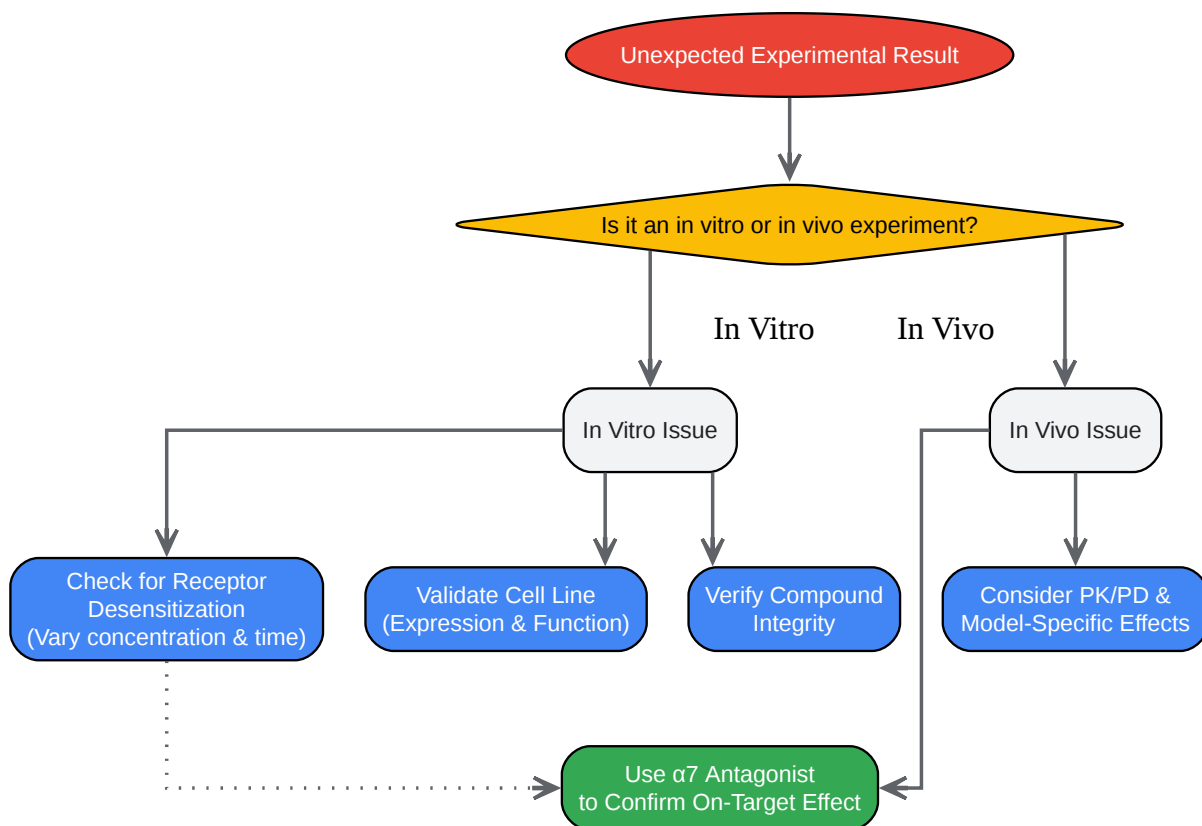 Unexpected Experimental Result
Is it an in vitro or in vivo experiment?
In Vitro
In Vivo
In Vitro Issue
In Vivo Issue
Check for Receptor
Desensitization
(Vary concentration & time)
Validate Cell Line
(Expression & Function)
Verify Compound
Integrity
Consider PK/PD &
Model-Specific Effects
Use α7 Antagonist
to Confirm On-Target Effect